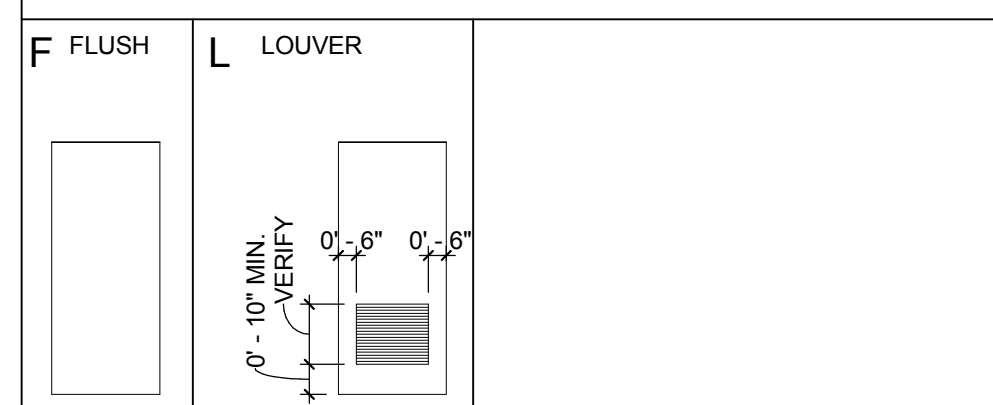 F FLUSH
L LOUVER
0' - 6" 0' - 6"
VERIFY
0' - 10" MIN.